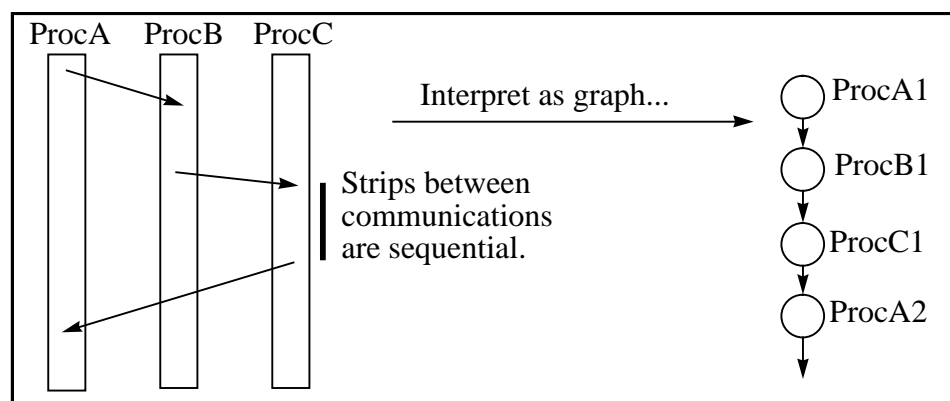 ProcA
ProcB
ProcC
Interpret as graph...
Strips between
communications
are sequential.
ProcA1
ProcB1
ProcC1
ProcA2